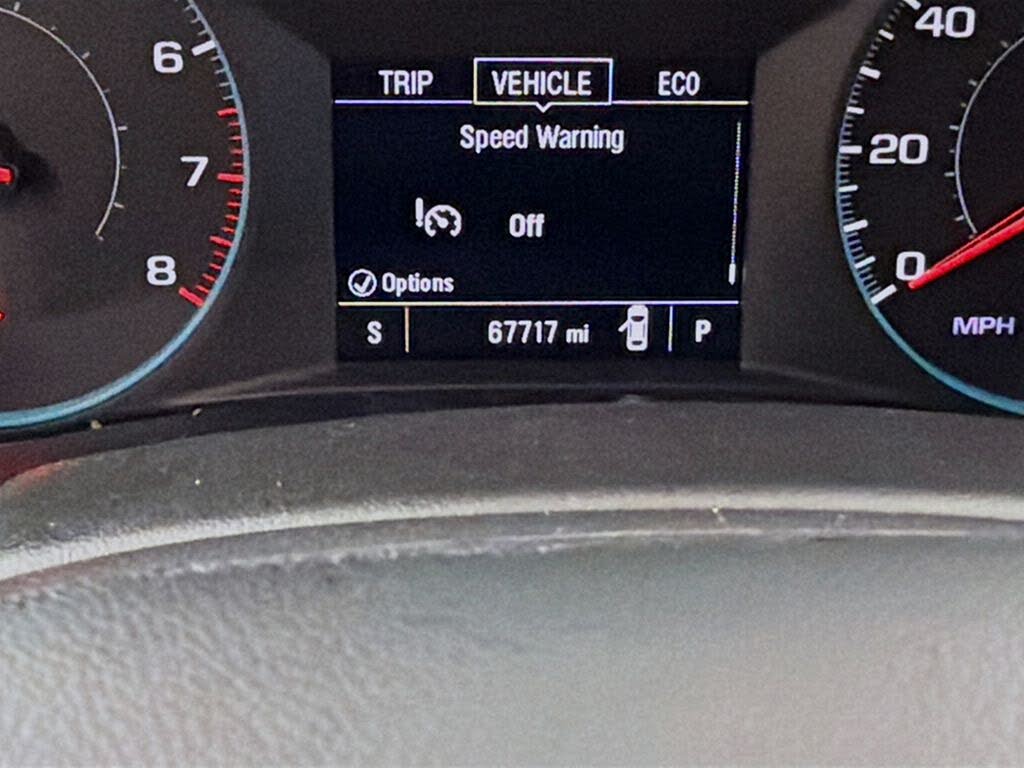 6
7
8
TRIP VEHICLE ECO
Speed Warning
Off
Options
S 67717 mi P
40
20
0
MPH